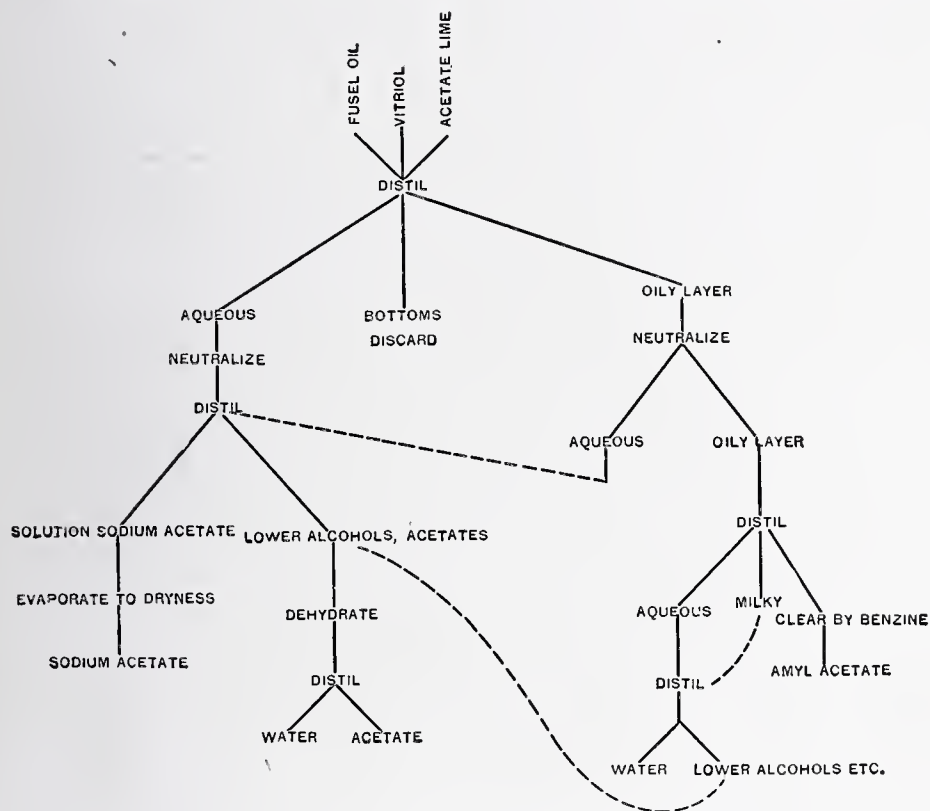 FUSEL OIL
VITRIOL
ACETATE LIME
DISTIL
OILY LAYER
AQUEOUS
BOTTOMS
DISCARD
NEUTRALIZE
NEUTRALIZE
DISTIL
AQUEOUS
OILY LAYER
SOLUTION SODIUM ACETATE
LOWER ALCOHOLS, ACETATES
DISTIL
EVAPORATE TO DRYNESS
DEHYDRATE
AQUEOUS
MILKY
CLEAR BY BENZINE
SODIUM ACETATE
DISTIL
DISTIL
AMYL ACETATE
WATER
ACETATE
WATER
LOWER ALCOHOLS ETC.